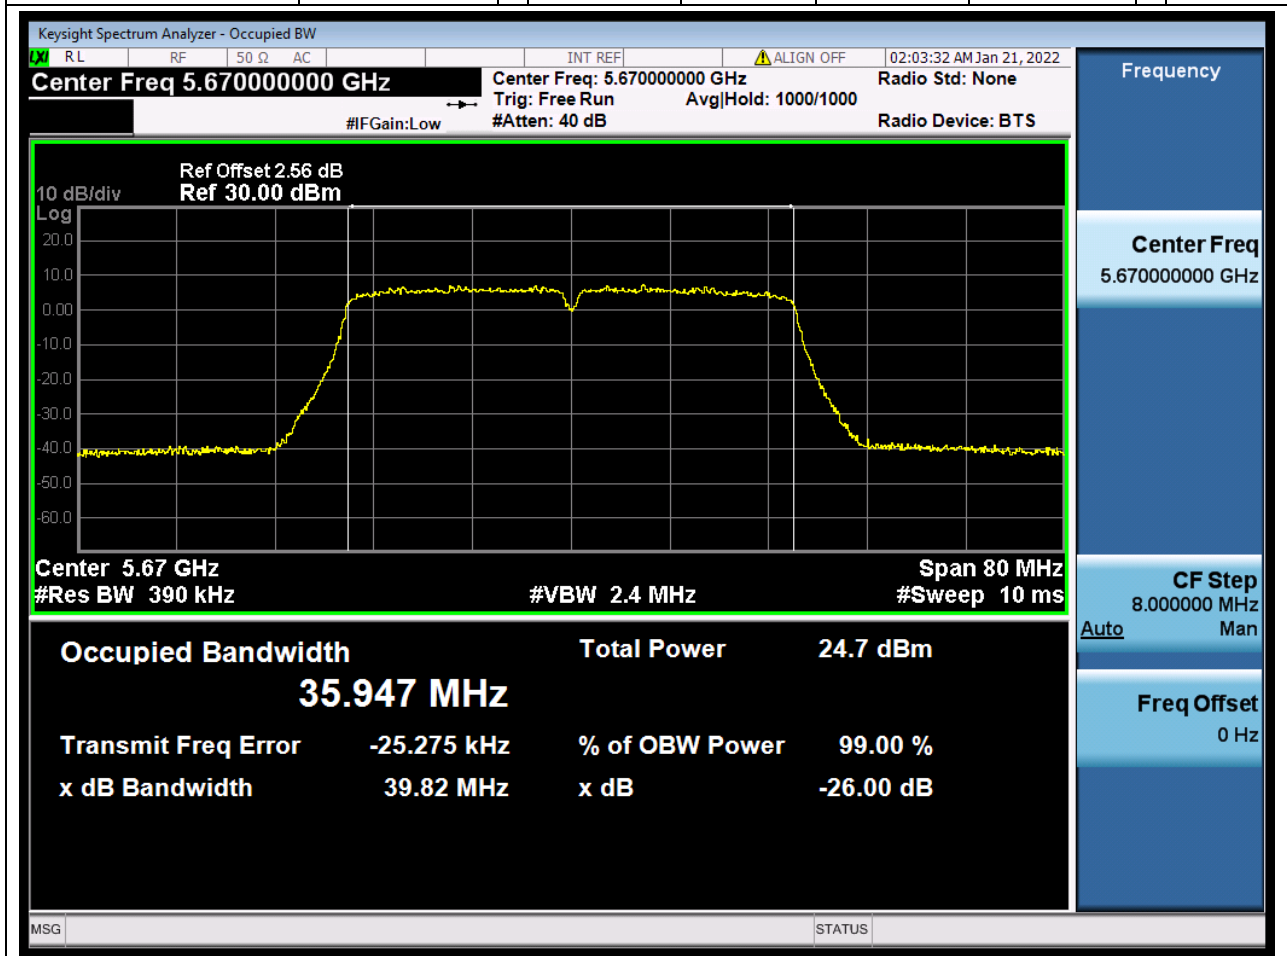 Keysight Spectrum Analyzer - Occupied BW
LXI RL RF 50 Ω AC INT REF ALIGN OFF 02:03:32 AM Jan 21, 2022
Center Freq 5.670000000 GHz
Center Freq: 5.670000000 GHz
Radio Std: None
Trig: Free Run Avg|Hold: 1000/1000
#IFGain:Low #Atten: 40 dB
Radio Device: BTS
Frequency
Ref Offset 2.56 dB
10 dB/div Ref 30.00 dBm
Log
20.0
10.0
0.00
-10.0
-20.0
-30.0
-40.0
-50.0
-60.0
Center 5.67 GHz Span 80 MHz
#Res BW 390 kHz #VBW 2.4 MHz #Sweep 10 ms
Center Freq
5.670000000 GHz
CF Step
8.000000 MHz
Auto Man
Freq Offset
0 Hz
Occupied Bandwidth Total Power 24.7 dBm
35.947 MHz
Transmit Freq Error -25.275 kHz % of OBW Power 99.00 %
x dB Bandwidth 39.82 MHz x dB -26.00 dB
MSG STATUS